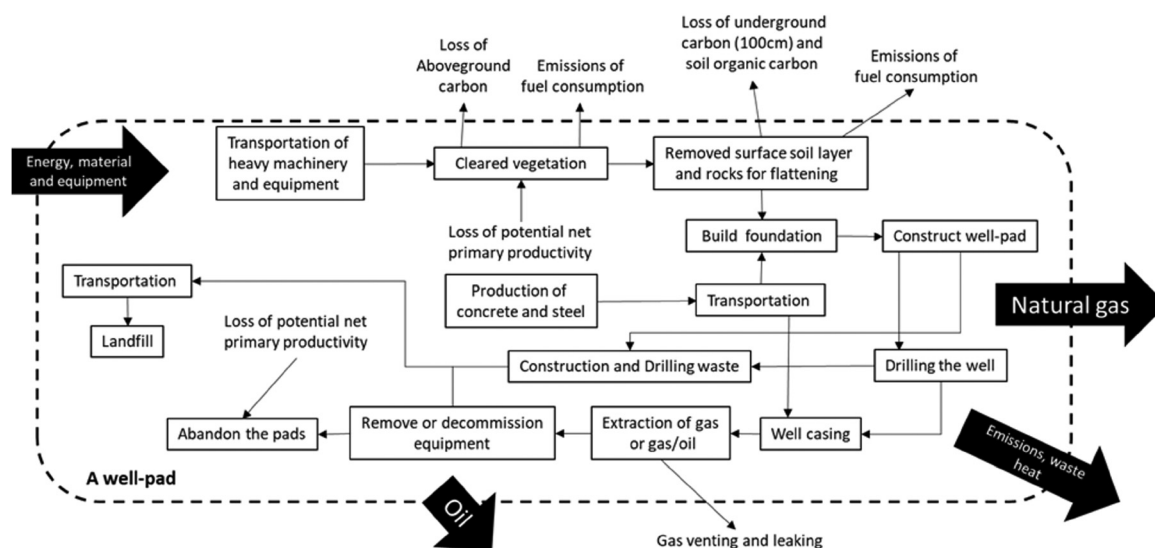 Loss of underground
carbon (100cm) and
soil organic carbon
Loss of
Aboveground
carbon
Emissions of
fuel consumption
Emissions
of fuel consumption
Energy, material
and equipment
Transportation of
heavy machinery
and equipment
Cleared vegetation
Removed surface soil layer
and rocks for flattening
Loss of potential net
primary productivity
Build foundation
Construct well-pad
Transportation
Production of
concrete and steel
Transportation
Natural gas
Landfill
Loss of potential net
primary productivity
Construction and Drilling waste
Drilling the well
Abandon the pads
Remove or decommission
equipment
Extraction of gas
or gas/oil
Well casing
Emissions, waste
heat
A well-pad
Oil
Gas venting and leaking